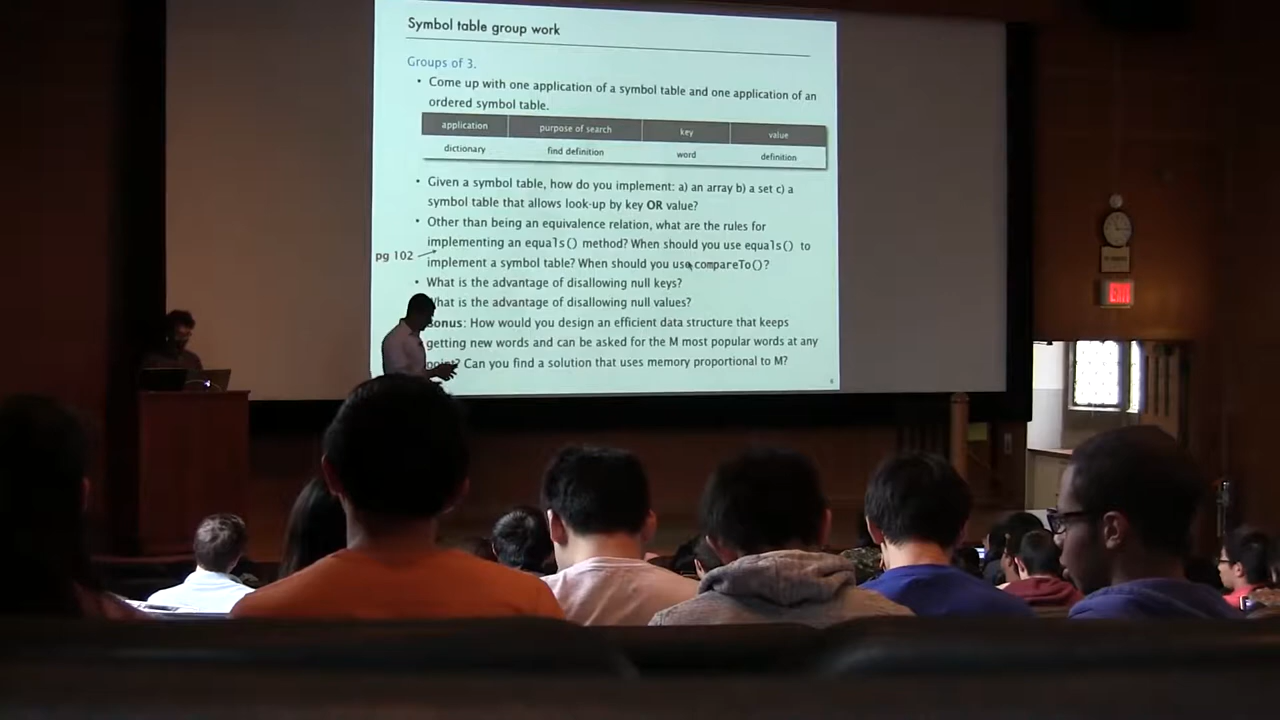 Symbol table group work
Groups of 3.
• Come up with one application of a symbol table and one application of an
ordered symbol table.
application purpose of search key value
dictionary find definition word definition
• Given a symbol table, how do you implement: a) an array b) a set c) a
symbol table that allows look-up by key OR value?
• Other than being an equivalence relation, what are the rules for
implementing an equals() method? When should you use equals() to
pg 102
implement a symbol table? When should you use compareTo()?
• What is the advantage of disallowing null keys?
What is the advantage of disallowing null values?
Bonus: How would you design an efficient data structure that keeps
getting new words and can be asked for the M most popular words at any
point? Can you find a solution that uses memory proportional to M?
EXIT